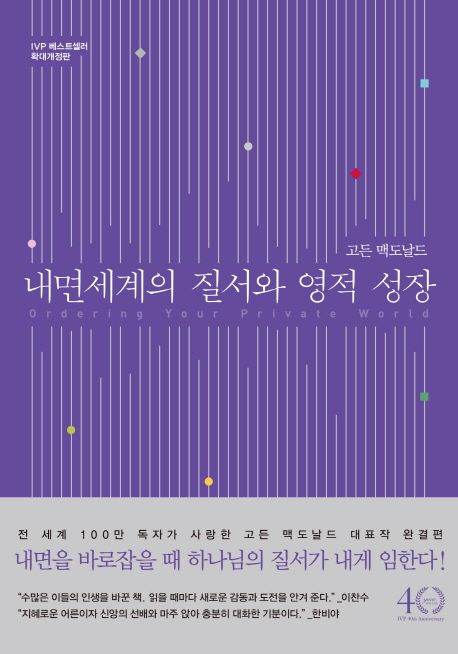 IVP 베스트셀러
확대개정판
고든 맥도날드
내면세계의 질서와 영적 성장
Ordering Your Private World
전 세계 100만 독자가 사랑한 고든 맥도날드 대표작 완결편
내면을 바로잡을 때 하나님의 질서가 내게 임한다!
“수많은 이들의 인생을 바꾼 책. 읽을 때마다 새로운 감동과 도전을 안겨 준다.” _이찬수
“지혜로운 어른이자 신앙의 선배와 마주 앉아 충분히 대화한 기분이다.” _한비야
40
IVP 40th Anniversary